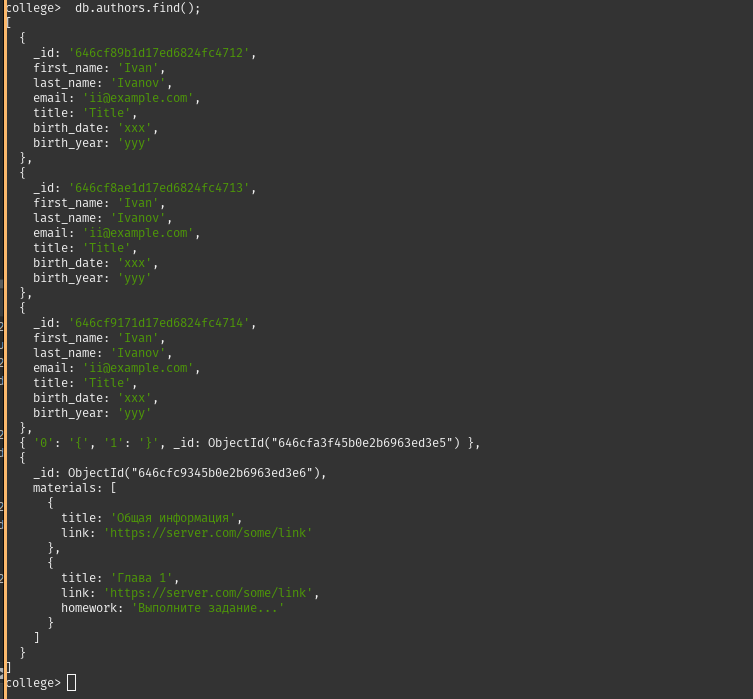 college>  db.authors.find();
[
  {
    _id: '646cf89b1d17ed6824fc4712',
    first_name: 'Ivan',
    last_name: 'Ivanov',
    email: 'ii@example.com',
    title: 'Title',
    birth_date: 'xxx',
    birth_year: 'yyy'
  },
  {
    _id: '646cf8ae1d17ed6824fc4713',
    first_name: 'Ivan',
    last_name: 'Ivanov',
    email: 'ii@example.com',
    title: 'Title',
    birth_date: 'xxx',
    birth_year: 'yyy'
  },
  {
    _id: '646cf9171d17ed6824fc4714',
    first_name: 'Ivan',
    last_name: 'Ivanov',
    email: 'ii@example.com',
    title: 'Title',
    birth_date: 'xxx',
    birth_year: 'yyy'
  },
  { '0': '{', '1': '}', _id: ObjectId("646cfa3f45b0e2b6963ed3e5") },
  {
    _id: ObjectId("646cfc9345b0e2b6963ed3e6"),
    materials: [
      {
        title: 'Общая информация',
        link: 'https://server.com/some/link'
      },
      {
        title: 'Глава 1',
        link: 'https://server.com/some/link',
        homework: 'Выполните задание...'
      }
    ]
  }
]
college>